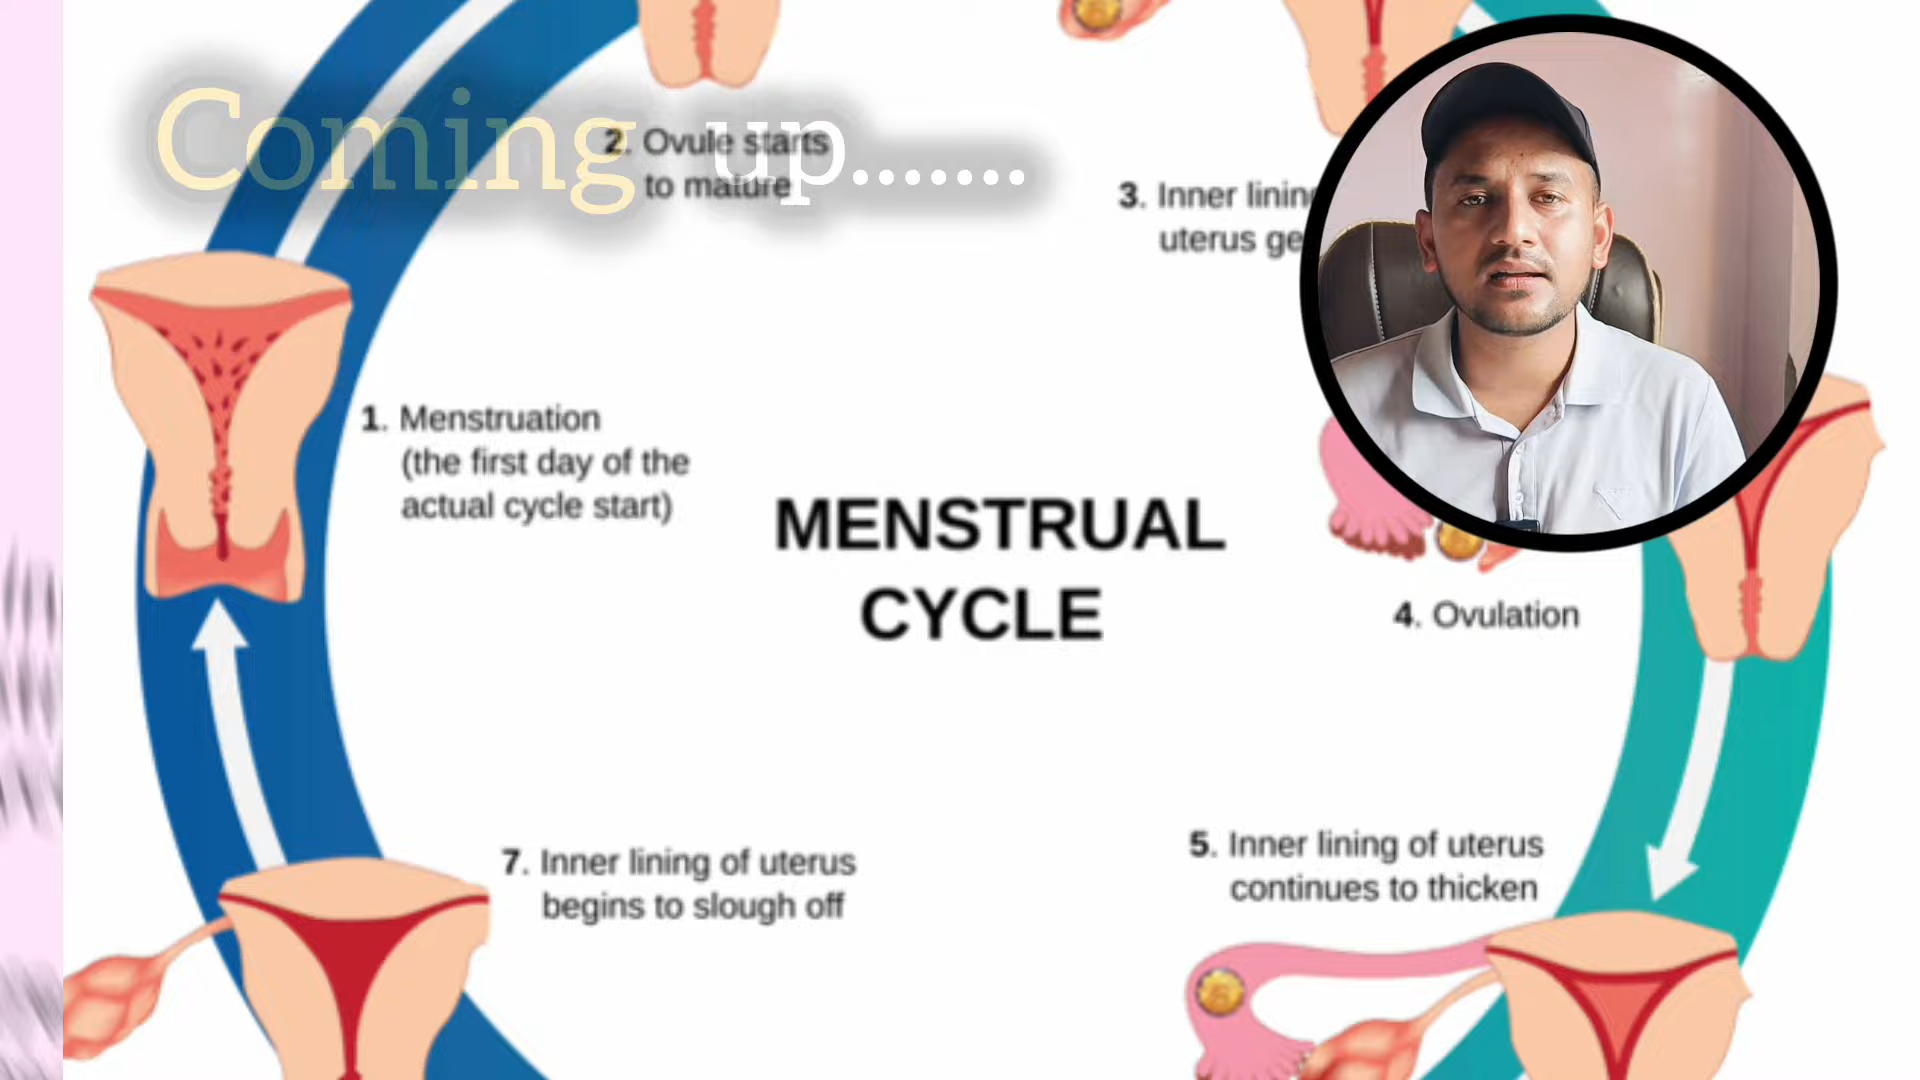 Coming up.......
2. Ovule starts
to mature
3. Inner lining
uterus ge
1. Menstruation
(the first day of the
actual cycle start)
MENSTRUAL
CYCLE
4. Ovulation
5. Inner lining of uterus
continues to thicken
7. Inner lining of uterus
begins to slough off